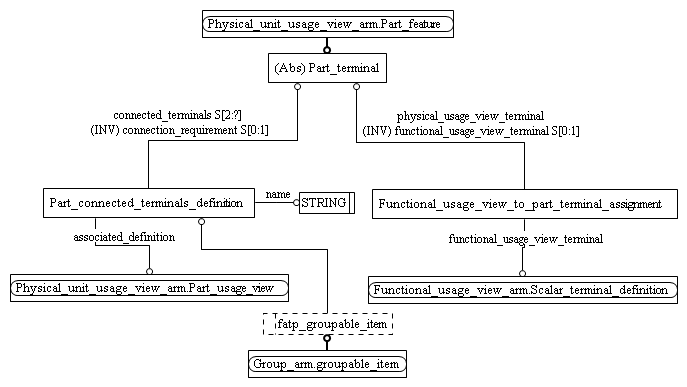 Physical_unit_usage_view_arm.Part_feature
(Abs) Part_terminal
connected_terminals S[2:?]
(INV) connection_requirement S[0:1]
physical_usage_view_terminal
(INV) functional_usage_view_terminal S[0:1]
Part_connected_terminals_definition
name
STRING
Functional_usage_view_to_part_terminal_assignment
associated_definition
functional_usage_view_terminal
Physical_unit_usage_view_arm.Part_usage_view
Functional_usage_view_arm.Scalar_terminal_definition
fatp_groupable_item
Group_arm.groupable_item